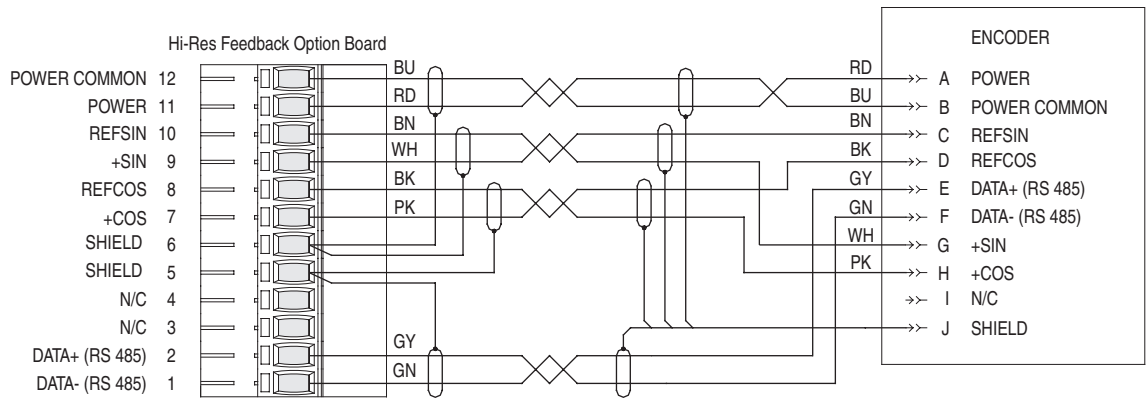 Hi-Res Feedback Option Board
POWER COMMON 12
POWER 11
REFSIN 10
+SIN 9
REFCOS 8
+COS 7
SHIELD 6
SHIELD 5
N/C 4
N/C 3
DATA+ (RS 485) 2
DATA- (RS 485) 1
BU
RD
BN
WH
BK
PK
GY
GN
RD
BU
BN
BK
GY
GN
WH
PK
ENCODER
A POWER
B POWER COMMON
C REFSIN
D REFCOS
E DATA+ (RS 485)
F DATA- (RS 485)
G +SIN
H +COS
I N/C
J SHIELD